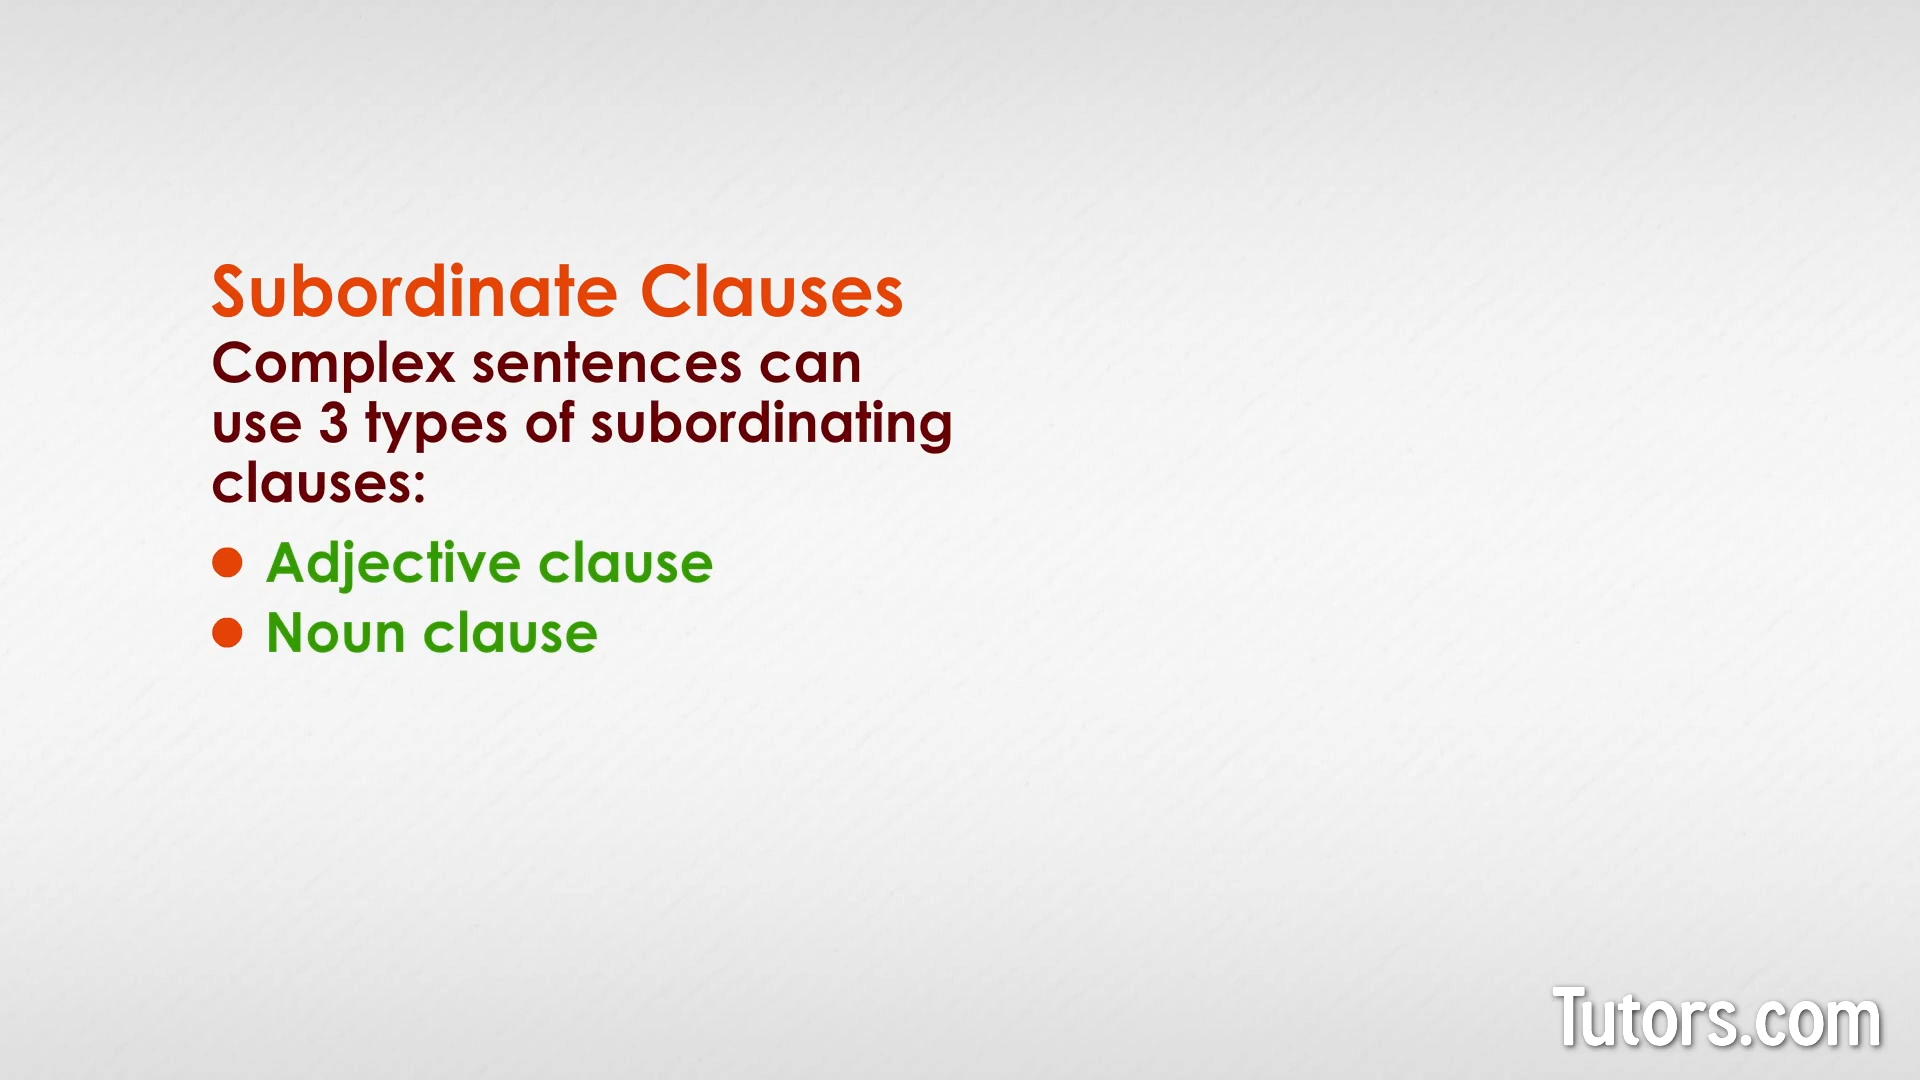 Subordinate Clauses
Complex sentences can
use 3 types of subordinating
clauses:
Adjective clause
Noun clause
Tutors.com